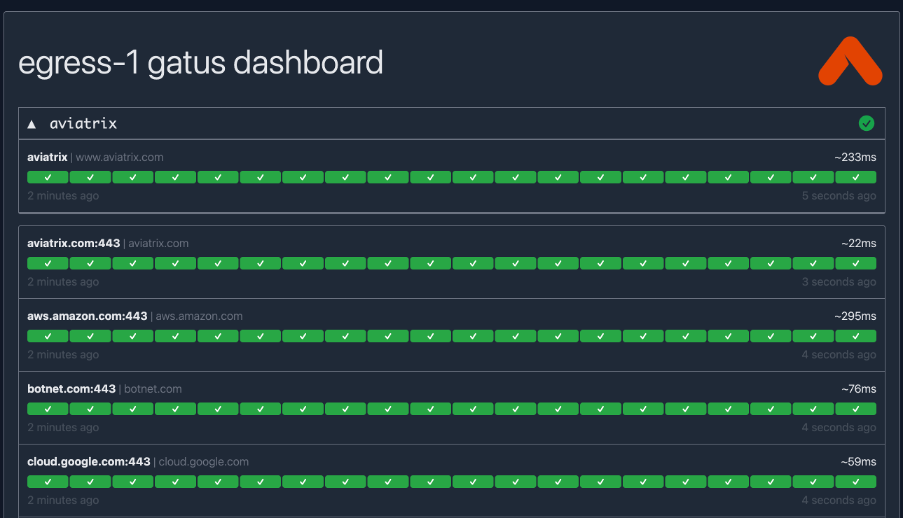 egress-1 gatus dashboard
▲ aviatrix
aviatrix | www.aviatrix.com ~233ms
2 minutes ago 5 seconds ago
aviatrix.com:443 | aviatrix.com ~22ms
2 minutes ago 3 seconds ago
aws.amazon.com:443 | aws.amazon.com ~295ms
2 minutes ago 4 seconds ago
botnet.com:443 | botnet.com ~76ms
2 minutes ago 4 seconds ago
cloud.google.com:443 | cloud.google.com ~59ms
2 minutes ago 4 seconds ago